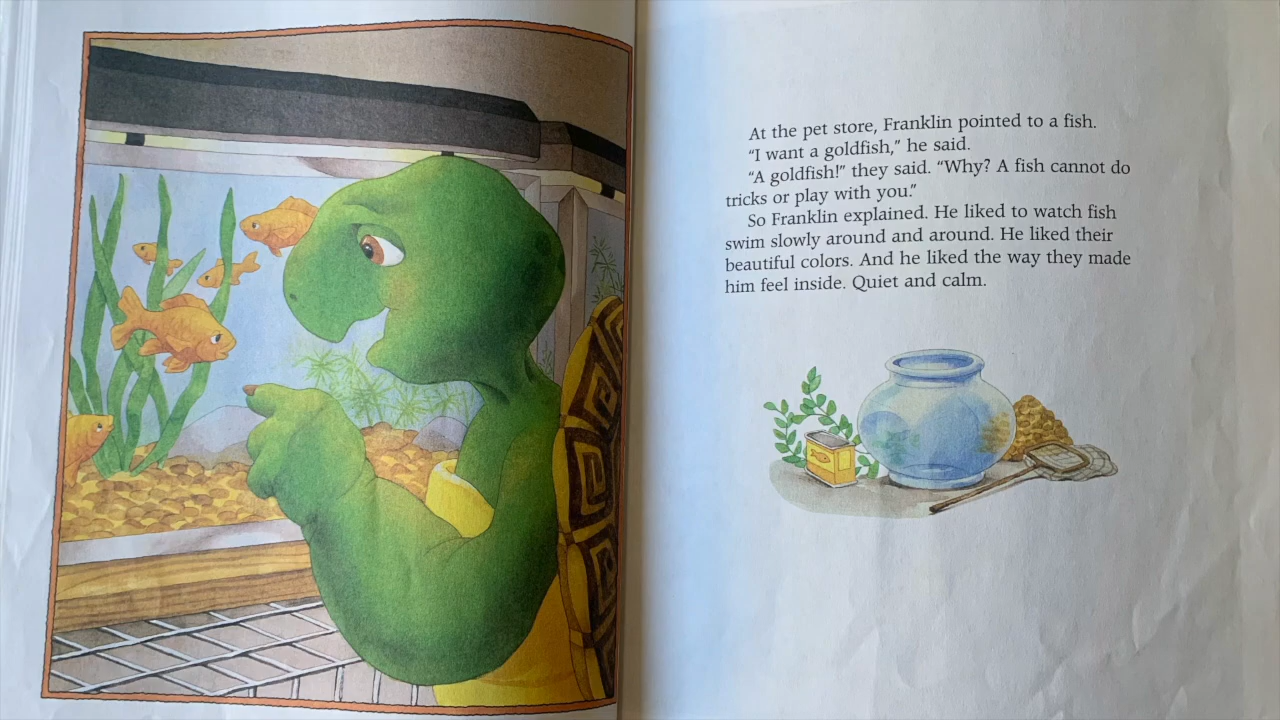 At the pet store, Franklin pointed to a fish.
“I want a goldfish,” he said.
“A goldfish!” they said. “Why? A fish cannot do
tricks or play with you.”
So Franklin explained. He liked to watch fish
swim slowly around and around. He liked their
beautiful colors. And he liked the way they made
him feel inside. Quiet and calm.